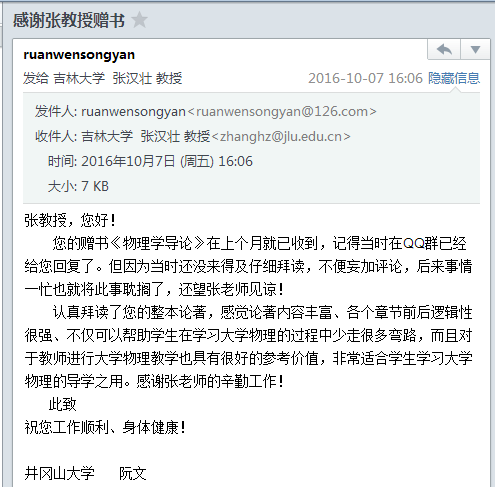 感谢张教授赠书
ruanwensongyan
发给 吉林大学 张汉壮 教授
2016-10-07 16:06 隐藏信息
发件人: ruanwensongyan<ruanwensongyan@126.com>
收件人: 吉林大学 张汉壮 教授<zhanghz@jlu.edu.cn>
时间: 2016年10月7日 (周五) 16:06
大小: 7 KB
张教授，您好！
您的赠书《物理学导论》在上个月就已收到，记得当时在QQ群已经
给您回复了。但因为当时还没来得及仔细拜读，不便妄加评论，后来事情
一忙也就将此事耽搁了，还望张老师见谅！
认真拜读了您的整本论著，感觉论著内容丰富、各个章节前后逻辑性
很强、不仅可以帮助学生在学习大学物理的过程中少走很多弯路，而且对
于教师进行大学物理教学也具有很好的参考价值，非常适合学生学习大学
物理的导学之用。感谢张老师的辛勤工作！
此致
祝您工作顺利、身体健康！
井冈山大学 阮文